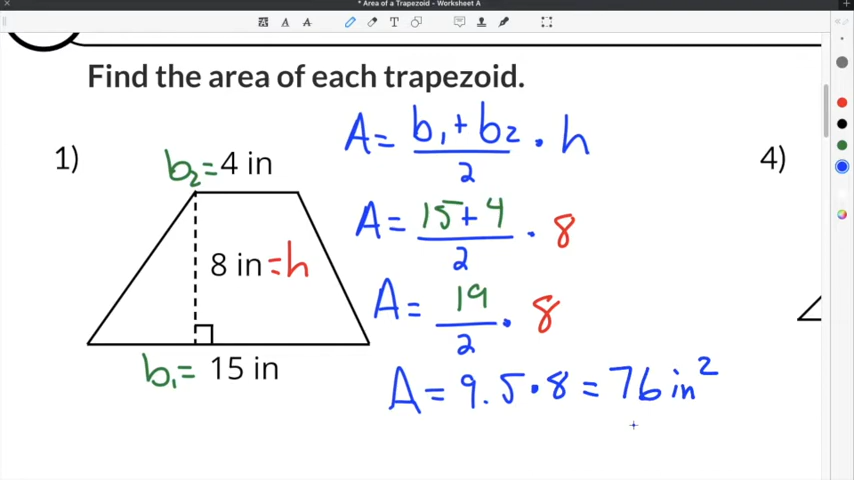 * Area of a Trapezoid - Worksheet A
Find the area of each trapezoid.
1)
b₂= 4 in
8 in =h
b₁= 15 in
A = b₁ + b₂ / 2 · h
A = 15 + 4 / 2 · 8
A = 19 / 2 · 8
A = 9.5 · 8 = 76 in²
4)